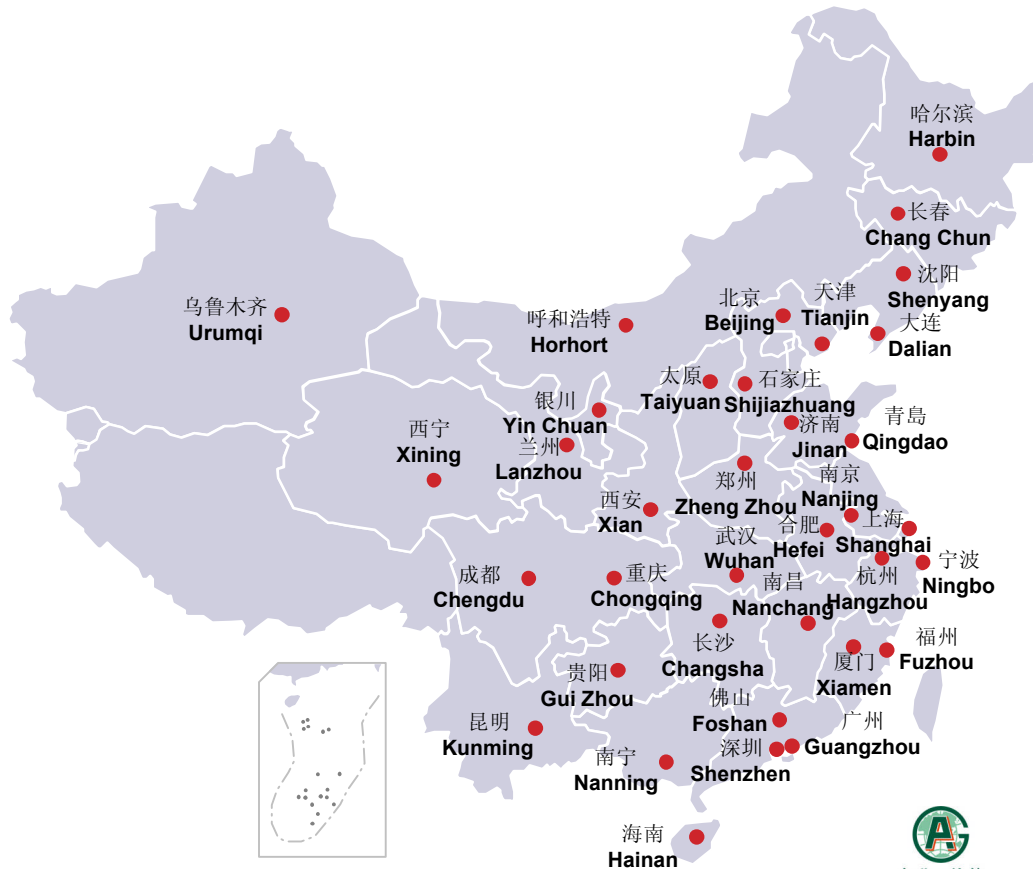 哈尔滨
Harbin
长春
Chang Chun
沈阳
Shenyang
大连
Dalian
天津
Tianjin
北京
Beijing
呼和浩特
Horhort
乌鲁木齐
Urumqi
太原
Taiyuan
石家庄
Shijiazhuang
银川
Yin Chuan
西宁
Xining
兰州
Lanzhou
济南
Jinan
青島
Qingdao
郑州
Zheng Zhou
西安
Xian
南京
Nanjing
合肥
Hefei
上海
Shanghai
武汉
Wuhan
宁波
Ningbo
杭州
Hangzhou
成都
Chengdu
重庆
Chongqing
南昌
Nanchang
长沙
Changsha
福州
Fuzhou
厦门
Xiamen
贵阳
Gui Zhou
佛山
Foshan
昆明
Kunming
广州
Guangzhou
深圳
Shenzhen
南宁
Nanning
海南
Hainan
AG